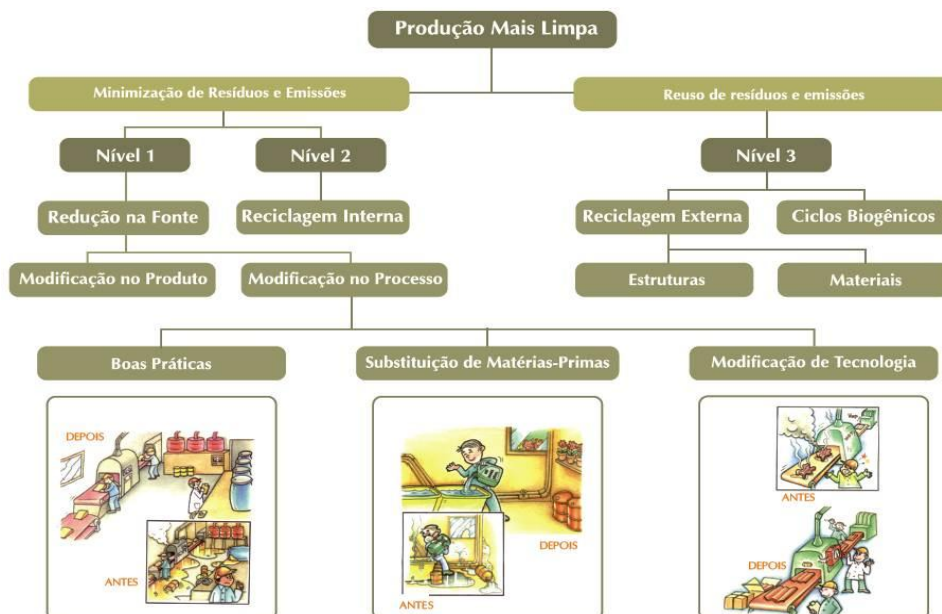 Produção Mais Limpa
Minimização de Resíduos e Emissões
Reuso de resíduos e emissões
Nível 1
Nível 2
Nível 3
Redução na Fonte
Reciclagem Interna
Reciclagem Externa
Ciclos Biogênicos
Modificação no Produto
Modificação no Processo
Estruturas
Materiais
Boas Práticas
Substituição de Matérias-Primas
Modificação de Tecnologia
DEPOIS
ANTES
DEPOIS
ANTES
ANTES
DEPOIS